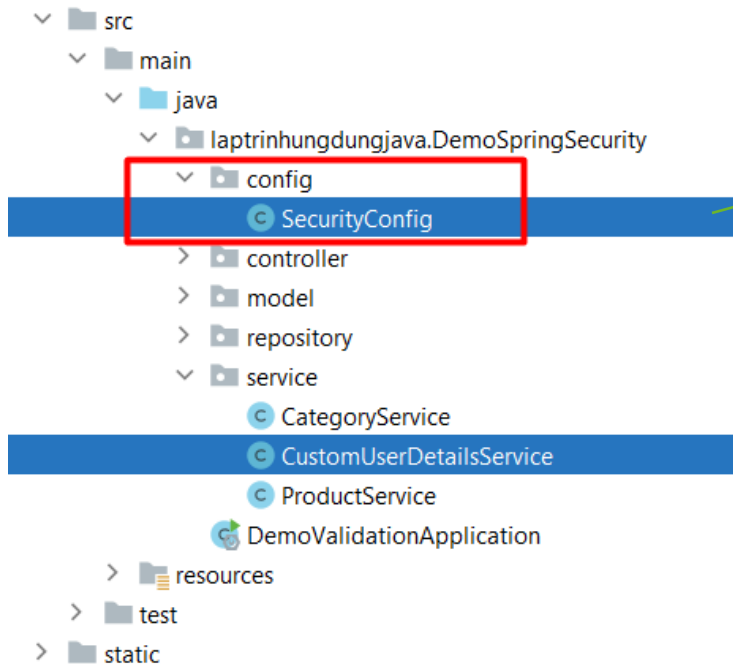 src
main
java
laptrinhungdungjava.DemoSpringSecurity
config
C SecurityConfig
controller
model
repository
service
C CategoryService
C CustomUserDetailsService
C ProductService
DemoValidationApplication
resources
test
static